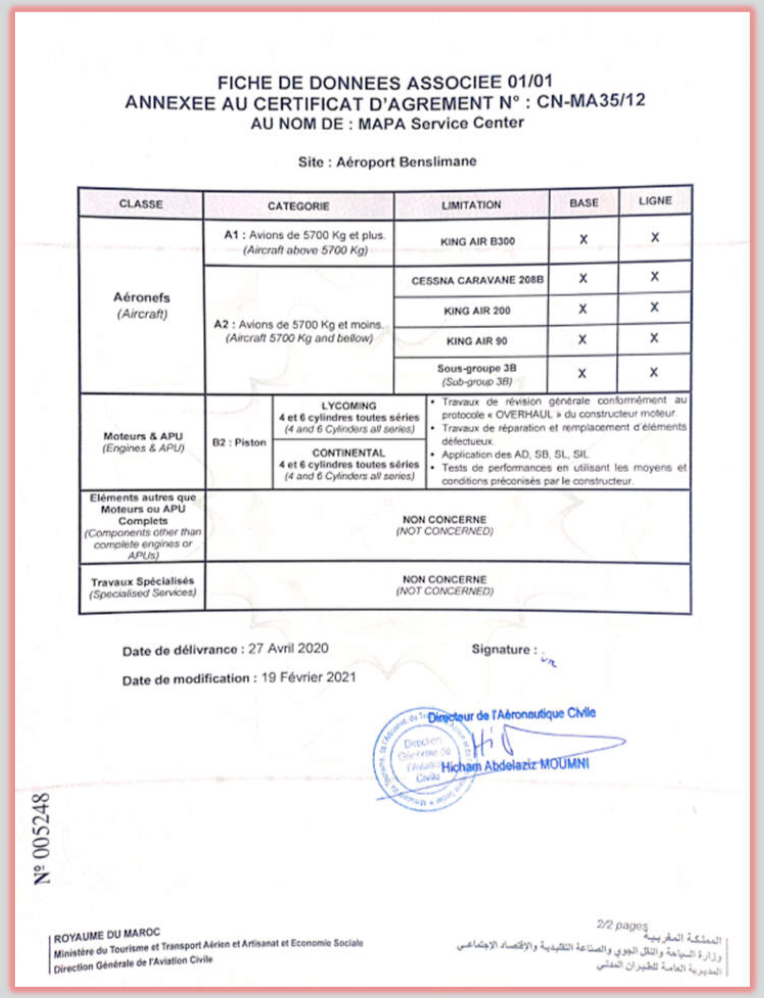 FICHE DE DONNEES ASSOCIEE 01/01
ANNEXEE AU CERTIFICAT D'AGREMENT N° : CN-MA35/12
AU NOM DE : MAPA Service Center
Site : Aéroport Benslimane
CLASSE CATEGORIE LIMITATION BASE LIGNE
Aéronefs
(Aircraft)
A1 : Avions de 5700 Kg et plus.
(Aircraft above 5700 Kg)
KING AIR B300 X X
A2 : Avions de 5700 Kg et moins.
(Aircraft 5700 Kg and bellow)
CESSNA CARAVANE 208B X X
KING AIR 200 X X
KING AIR 90 X X
Sous-groupe 3B
(Sub-group 3B)
X X
Moteurs & APU
(Engines & APU)
B2 : Piston
LYCOMING
4 et 6 cylindres toutes séries
(4 and 6 Cylinders all series)
CONTINENTAL
4 et 6 cylindres toutes séries
(4 and 6 Cylinders all series)
• Travaux de révision générale conformément au
protocole « OVERHAUL » du constructeur moteur.
• Travaux de réparation et remplacement d'éléments
défectueux.
• Application des AD, SB, SL, SIL.
• Tests de performances en utilisant les moyens et
conditions préconisés par le constructeur.
Eléments autres que
Moteurs ou APU
Complets
(Components other than
complete engines or
APUs)
NON CONCERNE
(NOT CONCERNED)
Travaux Spécialisés
(Specialised Services)
NON CONCERNE
(NOT CONCERNED)
Date de délivrance : 27 Avril 2020
Signature :
Date de modification : 19 Février 2021
Directeur de l'Aéronautique Civile
Direction
Générale de
l'Aviation
Civile
Hicham Abdelaziz MOUMNI
N° 005248
2/2 pages
ROYAUME DU MAROC
Ministère du Tourisme et Transport Aérien et Artisanat et Economie Sociale
Direction Générale de l'Aviation Civile
المملكة المغربية
وزارة السياحة والنقل الجوي والصناعة التقليدية والإقتصاد الإجتماعي
المديرية العامة للطيران المدني